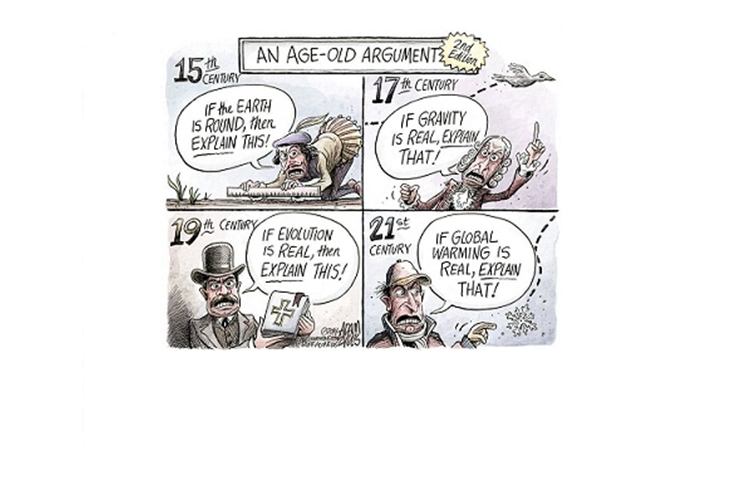 AN AGE-OLD ARGUMENT
2nd
Edition
15th
CENTURY
IF the EARTH
IS ROUND, then
EXPLAIN THIS!
17th CENTURY
IF GRAVITY
IS REAL, EXPLAIN
THAT!
19th CENTURY
IF EVOLUTION
IS REAL, then
EXPLAIN THIS!
21st
CENTURY
IF GLOBAL
WARMING IS
REAL, EXPLAIN
THAT!